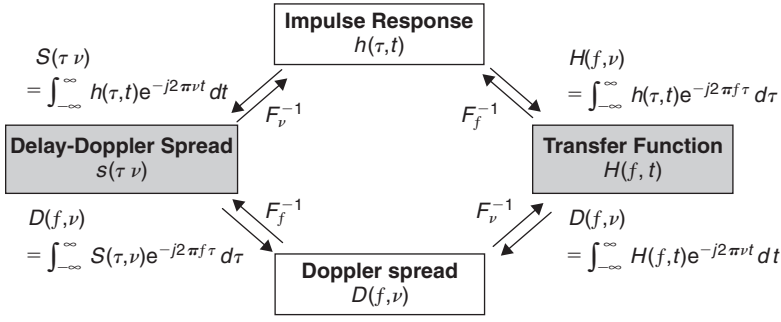 Impulse Response
h(τ,t)
S(τ ν)
= ∫_{−∞}^{∞} h(τ,t)e^{−j2πνt} dt
H(f,ν)
= ∫_{−∞}^{∞} h(τ,t)e^{−j2πfτ} dτ
F_ν^{−1}
F_f^{−1}
Delay-Doppler Spread
s(τ ν)
Transfer Function
H(f, t)
D(f,ν)
= ∫_{−∞}^{∞} S(τ,ν)e^{−j2πfτ} dτ
F_f^{−1}
F_ν^{−1}
D(f,ν)
= ∫_{−∞}^{∞} H(f,t)e^{−j2πνt} dt
Doppler spread
D(f,ν)